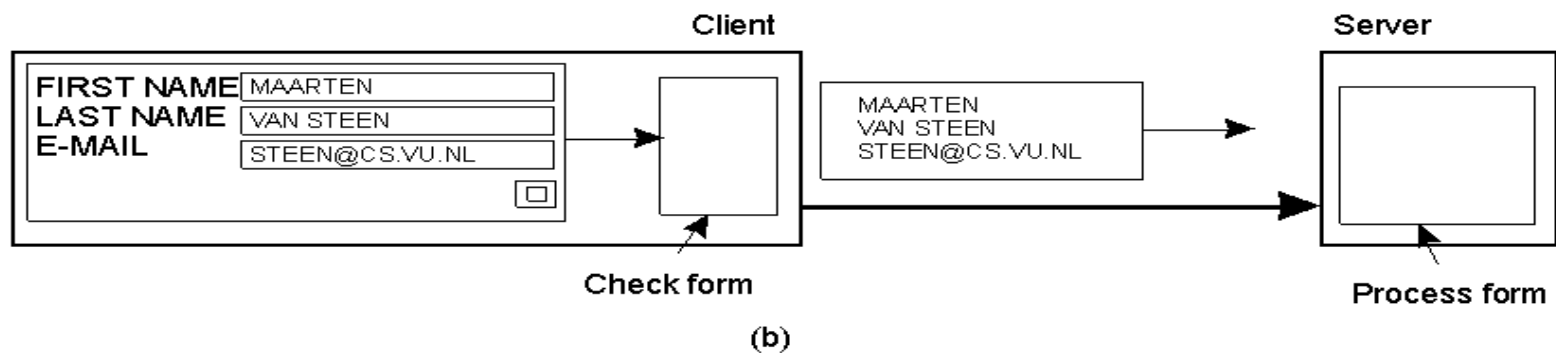 Client
Server
FIRST NAME MAARTEN
LAST NAME VAN STEEN
E-MAIL STEEN@CS.VU.NL
MAARTEN
VAN STEEN
STEEN@CS.VU.NL
Check form
Process form
(b)